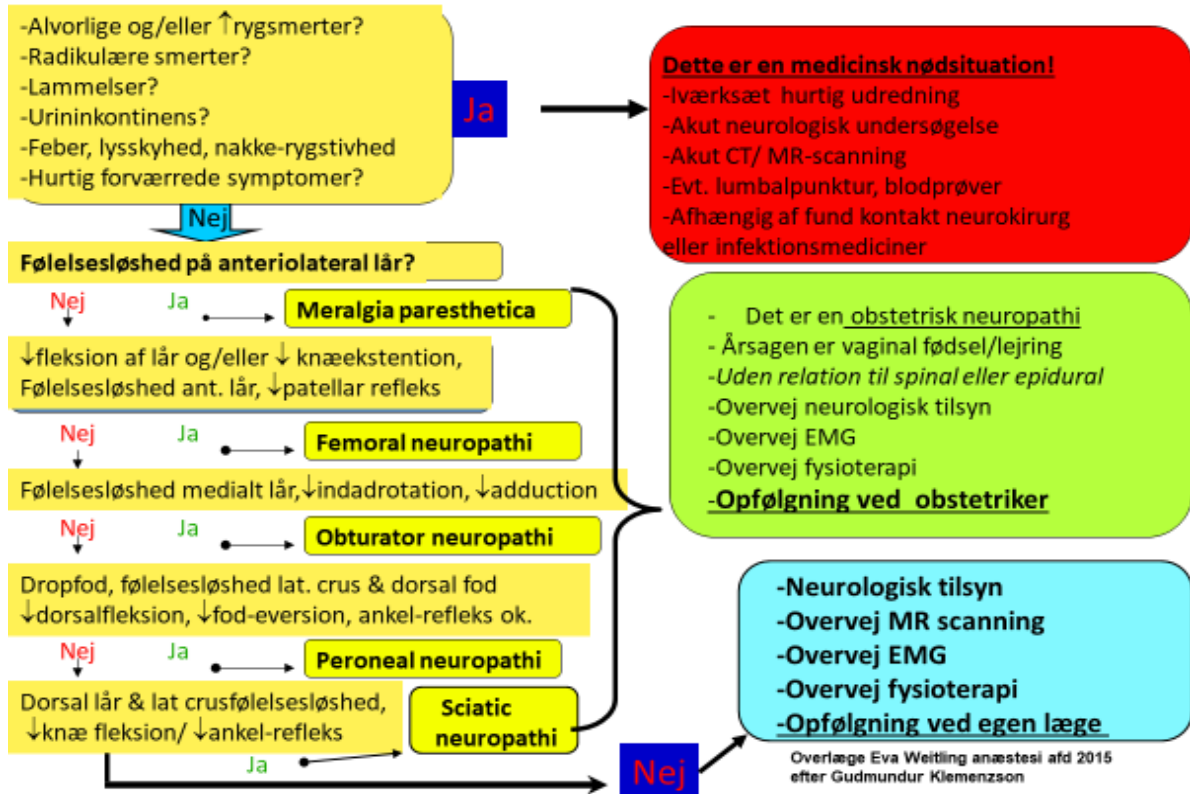 -Alvorlige og/eller ↑rygsmerter?
-Radikulære smerter?
-Lammelser?
-Urininkontinens?
-Feber, lysskyhed, nakke-rygstivhed
-Hurtig forværrede symptomer?
Ja
Dette er en medicinsk nødsituation!
-Iværksæt hurtig udredning
-Akut neurologisk undersøgelse
-Akut CT/ MR-scanning
-Evt. lumbalpunktur, blodprøver
-Afhængig af fund kontakt neurokirurg
eller infektionsmediciner
Nej
Følelsesløshed på anteriolateral lår?
Nej Ja
Meralgia paresthetica
↓fleksion af lår og/eller ↓ knæekstention,
Følelsesløshed ant. lår, ↓patellar refleks
Nej Ja
Femoral neuropathi
Følelsesløshed medialt lår,↓indadrotation, ↓adduction
Nej Ja
Obturator neuropathi
Dropfod, følelsesløshed lat. crus & dorsal fod
↓dorsalfleksion, ↓fod-eversion, ankel-refleks ok.
Nej Ja
Peroneal neuropathi
Dorsal lår & lat crusfølelsesløshed,
↓knæ fleksion/ ↓ankel-refleks
Ja
Sciatic
neuropathi
- Det er en obstetrisk neuropathi
- Årsagen er vaginal fødsel/lejring
-Uden relation til spinal eller epidural
-Overvej neurologisk tilsyn
-Overvej EMG
-Overvej fysioterapi
-Opfølgning ved obstetriker
Nej
-Neurologisk tilsyn
-Overvej MR scanning
-Overvej EMG
-Overvej fysioterapi
-Opfølgning ved egen læge
Overlæge Eva Weitling anæstesi afd 2015
efter Gudmundur Klemenzson